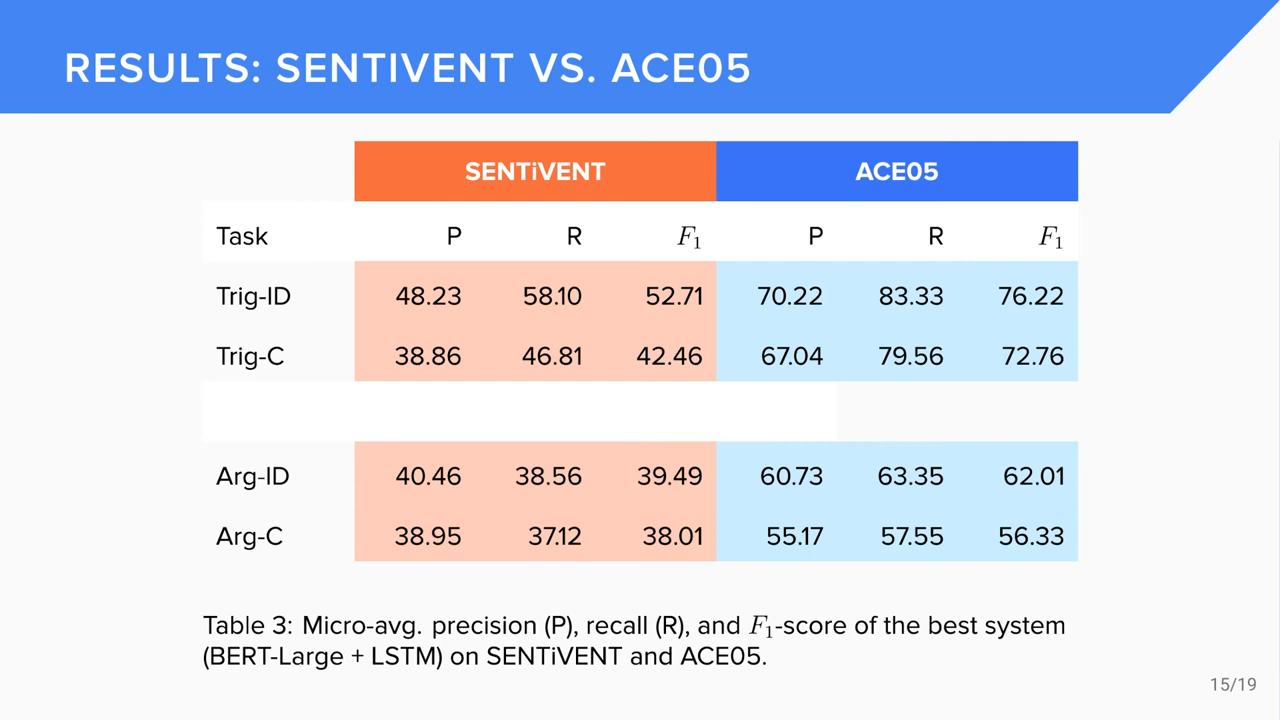 RESULTS: SENTIVENT VS. ACE05
SENTiVENT ACE05
Task P R F1 P R F1
Trig-ID 48.23 58.10 52.71 70.22 83.33 76.22
Trig-C 38.86 46.81 42.46 67.04 79.56 72.76
Arg-ID 40.46 38.56 39.49 60.73 63.35 62.01
Arg-C 38.95 37.12 38.01 55.17 57.55 56.33
Table 3: Micro-avg. precision (P), recall (R), and F1-score of the best system
(BERT-Large + LSTM) on SENTiVENT and ACE05.
15/19